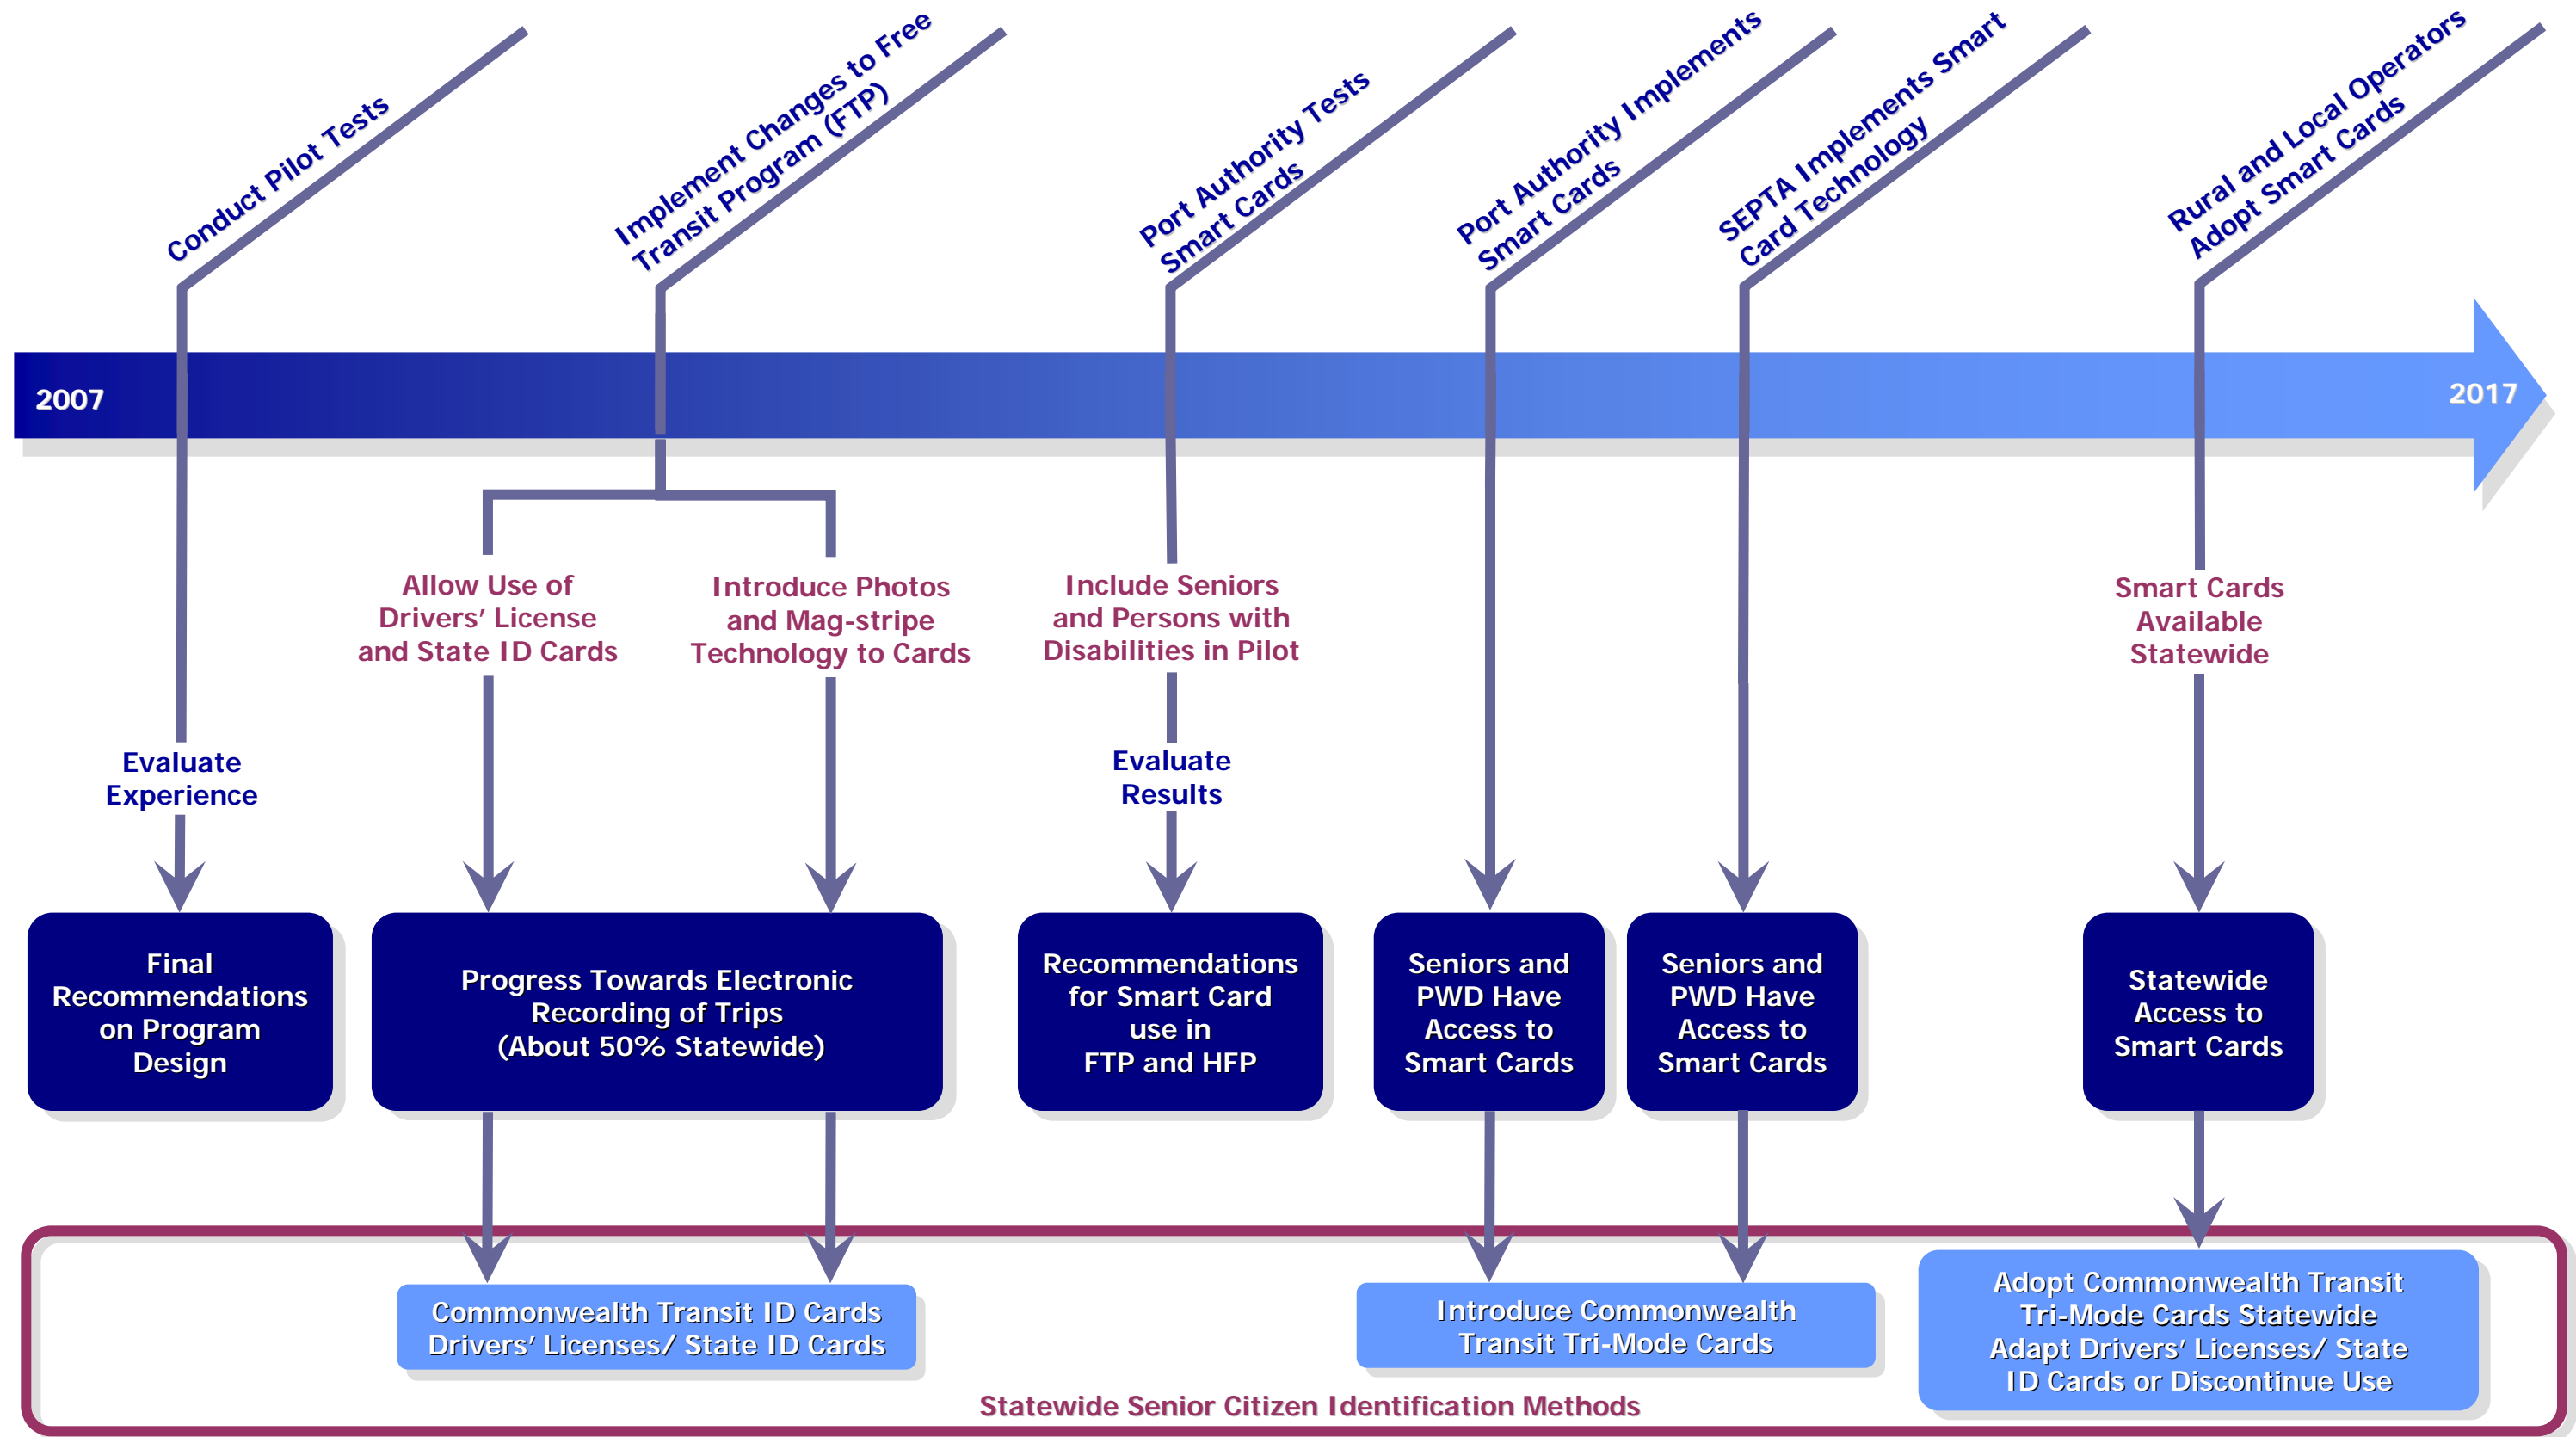 Conduct Pilot Tests
Implement Changes to Free
Transit Program (FTP)
Port Authority Tests
Smart Cards
Port Authority Implements
Smart Cards
SEPTA Implements Smart
Card Technology
Rural and Local Operators
Adopt Smart Cards
2007
2017
Allow Use of
Drivers’ License
and State ID Cards
Introduce Photos
and Mag-stripe
Technology to Cards
Include Seniors
and Persons with
Disabilities in Pilot
Smart Cards
Available
Statewide
Evaluate
Experience
Evaluate
Results
Final
Recommendations
on Program
Design
Progress Towards Electronic
Recording of Trips
(About 50% Statewide)
Recommendations
for Smart Card
use in
FTP and HFP
Seniors and
PWD Have
Access to
Smart Cards
Seniors and
PWD Have
Access to
Smart Cards
Statewide
Access to
Smart Cards
Commonwealth Transit ID Cards
Drivers’ Licenses/ State ID Cards
Introduce Commonwealth
Transit Tri-Mode Cards
Adopt Commonwealth Transit
Tri-Mode Cards Statewide
Adapt Drivers’ Licenses/ State
ID Cards or Discontinue Use
Statewide Senior Citizen Identification Methods